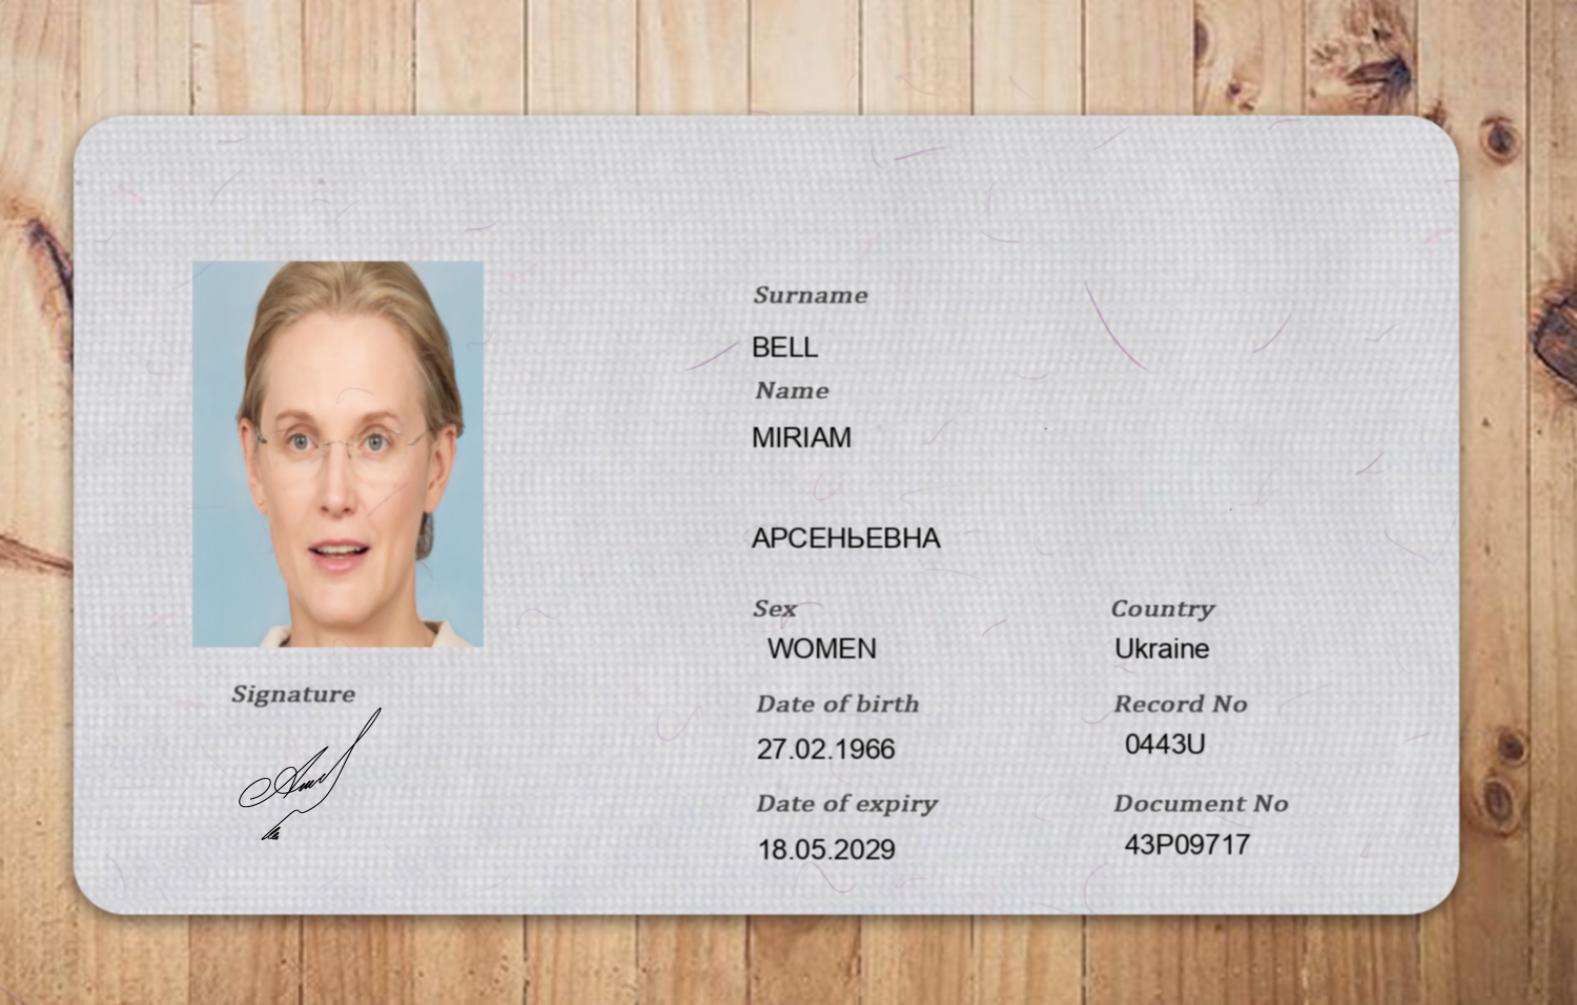 Surname
BELL
Name
MIRIAM
АРСЕНЬЕВНА
Sex
WOMEN
Country
Ukraine
Date of birth
27.02.1966
Record No
0443U
Date of expiry
18.05.2029
Document No
43P09717
Signature